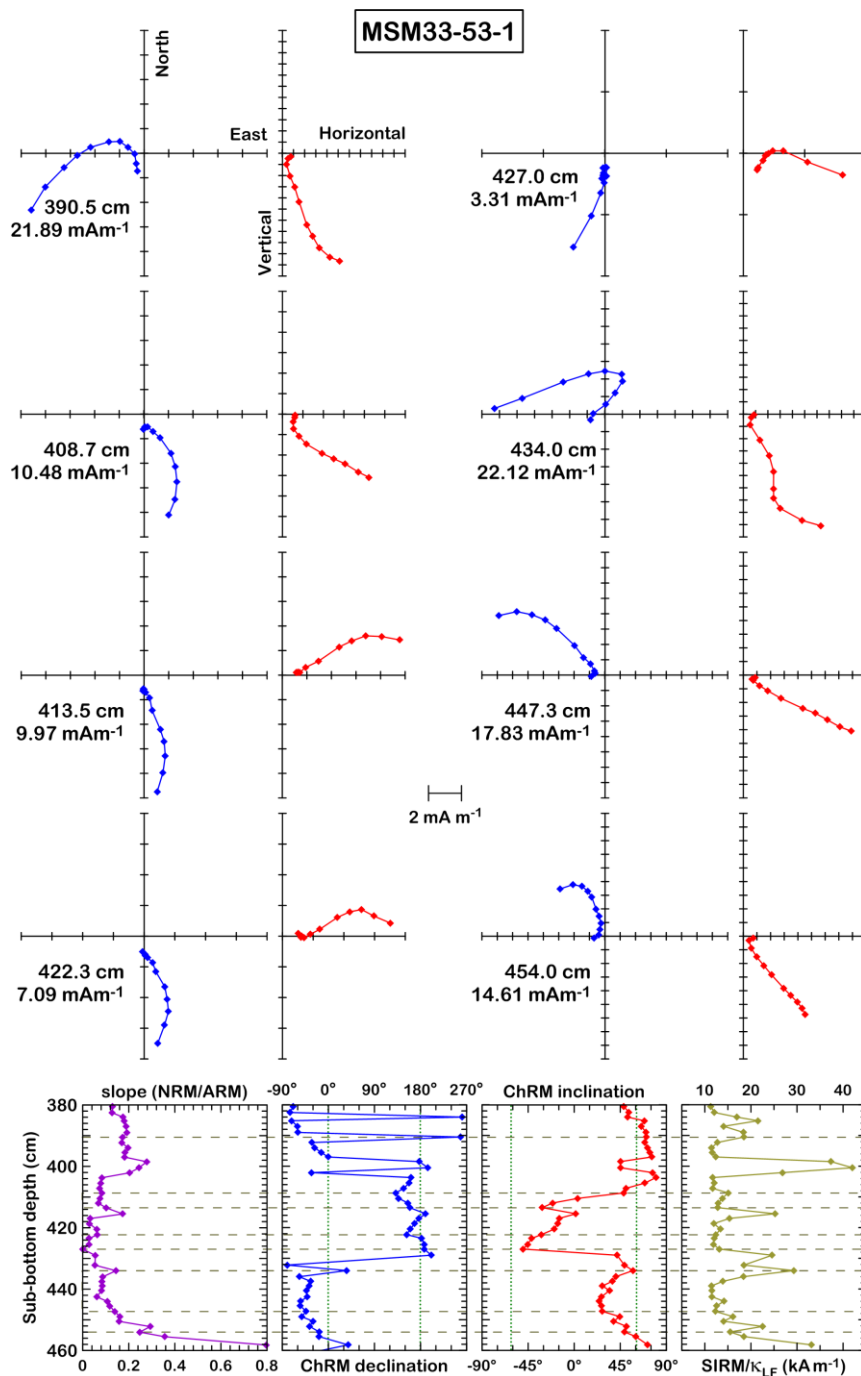 MSM33-53-1
North
East
Horizontal
Vertical
390.5 cm
21.89 mAm-1
427.0 cm
3.31 mAm-1
408.7 cm
10.48 mAm-1
434.0 cm
22.12 mAm-1
413.5 cm
9.97 mAm-1
447.3 cm
17.83 mAm-1
2 mA m-1
422.3 cm
7.09 mAm-1
454.0 cm
14.61 mAm-1
slope (NRM/ARM)
-90° 0° 90° 180° 270°
ChRM inclination
10 20 30 40
Sub-bottom depth (cm)
380
400
420
440
460
0 0.2 0.4 0.6 0.8
ChRM declination
-90° -45° 0° 45° 90°
SIRM/κLF (kA m-1)